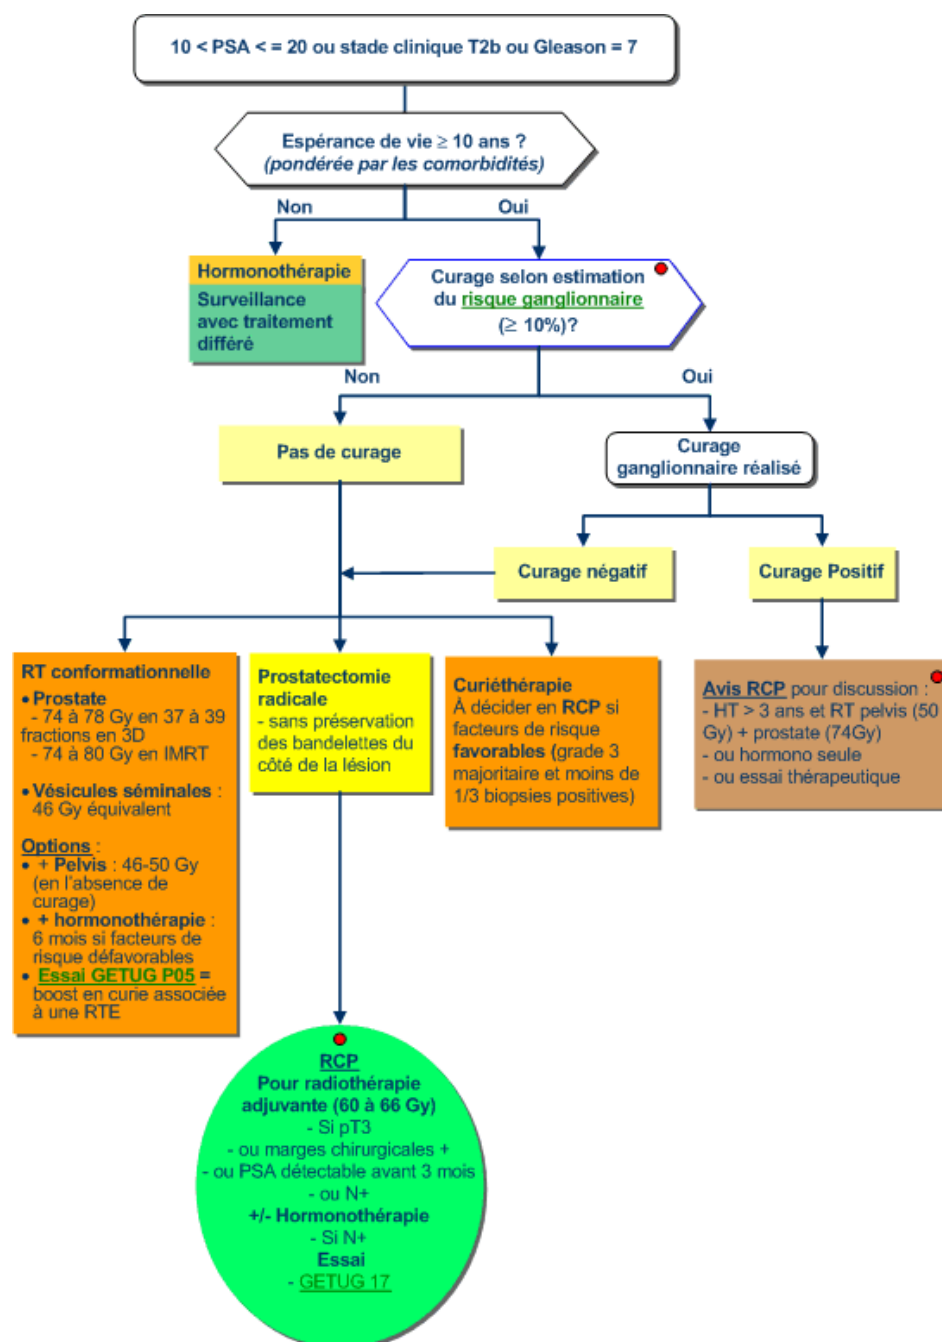 10 < PSA < = 20 ou stade clinique T2b ou Gleason = 7
Espérance de vie ≥ 10 ans ?
(pondérée par les comorbidités)
Non
Oui
Hormonothérapie
Surveillance
avec traitement
différé
Curage selon estimation
du risque ganglionnaire
(≥ 10%)?
Non
Oui
Pas de curage
Curage
ganglionnaire réalisé
Curage négatif
Curage Positif
RT conformationnelle
• Prostate
- 74 à 78 Gy en 37 à 39
fractions en 3D
- 74 à 80 Gy en IMRT
• Vésicules séminales :
46 Gy équivalent
Options :
• + Pelvis : 46-50 Gy
(en l'absence de
curage)
• + hormonothérapie :
6 mois si facteurs de
risque défavorables
• Essai GETUG P05 =
boost en curie associée
à une RTE
Prostatectomie
radicale
- sans préservation
des bandelettes du
côté de la lésion
Curiéthérapie
À décider en RCP si
facteurs de risque
favorables (grade 3
majoritaire et moins de
1/3 biopsies positives)
Avis RCP pour discussion :
- HT > 3 ans et RT pelvis (50
Gy) + prostate (74Gy)
- ou hormono seule
- ou essai thérapeutique
RCP
Pour radiothérapie
adjuvante (60 à 66 Gy)
- Si pT3
- ou marges chirurgicales +
- ou PSA détectable avant 3 mois
- ou N+
+/- Hormonothérapie
- Si N+
Essai
- GETUG 17